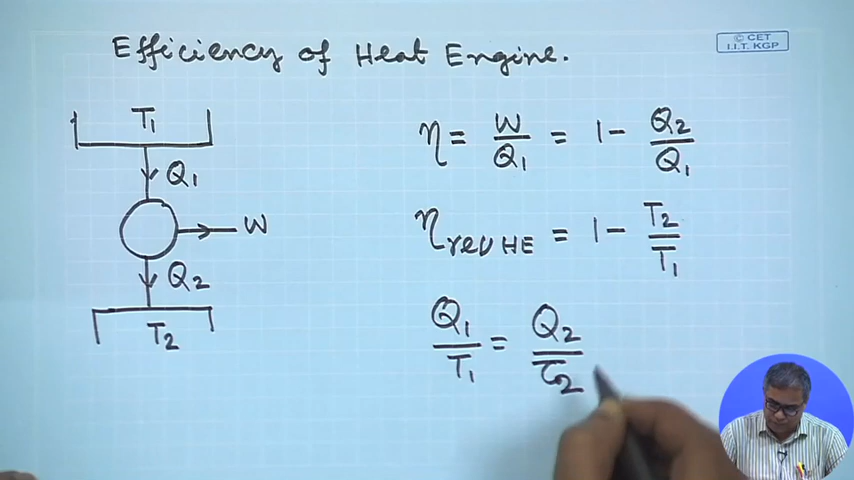 Efficiency of Heat Engine.
© CET
I.I.T. KGP
T1
Q1
W
Q2
T2
η = W/Q1 = 1 - Q2/Q1
η rev HE = 1 - T2/T1
Q1/T1 = Q2/T2